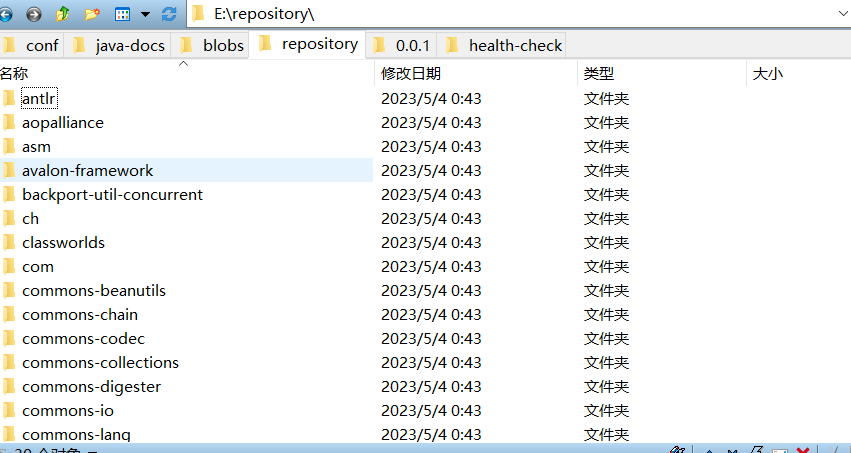 E:\repository\
conf java-docs blobs repository 0.0.1 health-check
名称 修改日期 类型 大小
antlr 2023/5/4 0:43 文件夹
aopalliance 2023/5/4 0:43 文件夹
asm 2023/5/4 0:43 文件夹
avalon-framework 2023/5/4 0:43 文件夹
backport-util-concurrent 2023/5/4 0:43 文件夹
ch 2023/5/4 0:43 文件夹
classworlds 2023/5/4 0:43 文件夹
com 2023/5/4 0:43 文件夹
commons-beanutils 2023/5/4 0:43 文件夹
commons-chain 2023/5/4 0:43 文件夹
commons-codec 2023/5/4 0:43 文件夹
commons-collections 2023/5/4 0:43 文件夹
commons-digester 2023/5/4 0:43 文件夹
commons-io 2023/5/4 0:43 文件夹
commons-lang 2023/5/4 0:43 文件夹